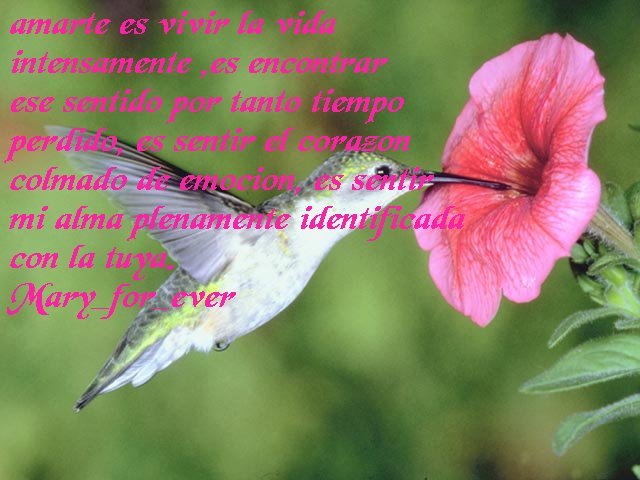 amarte es vivir la vida
intensamente ,es encontrar
ese sentido por tanto tiempo
perdido, es sentir el corazon
colmado de emocion, es sentir
mi alma plenamente identificada
con la tuya.
Mary_for_ever